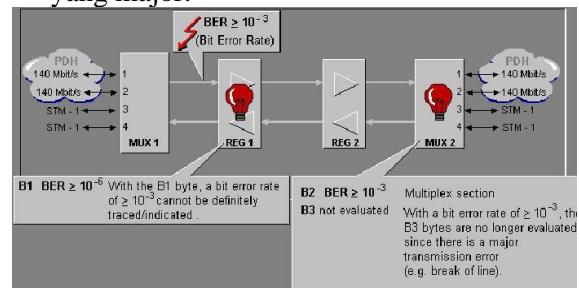 yang major.
BER ≥ 10⁻³
(Bit Error Rate)
PDH
140 Mbit/s
140 Mbit/s
STM - 1
STM - 1
1
2
3
4
MUX 1
REG 1
REG 2
MUX 2
1
2
3
4
PDH
140 Mbit/s
140 Mbit/s
STM - 1
STM - 1
B1 BER ≥ 10⁻⁶ With the B1 byte, a bit error rate
of ≥ 10⁻³ cannot be definitely
traced/indicated .
B2 BER ≥ 10⁻³ Multiplex section
B3 not evaluated With a bit error rate of ≥ 10⁻³, the
B3 bytes are no longer evaluated
since there is a major
transmission error
(e.g. break of line).